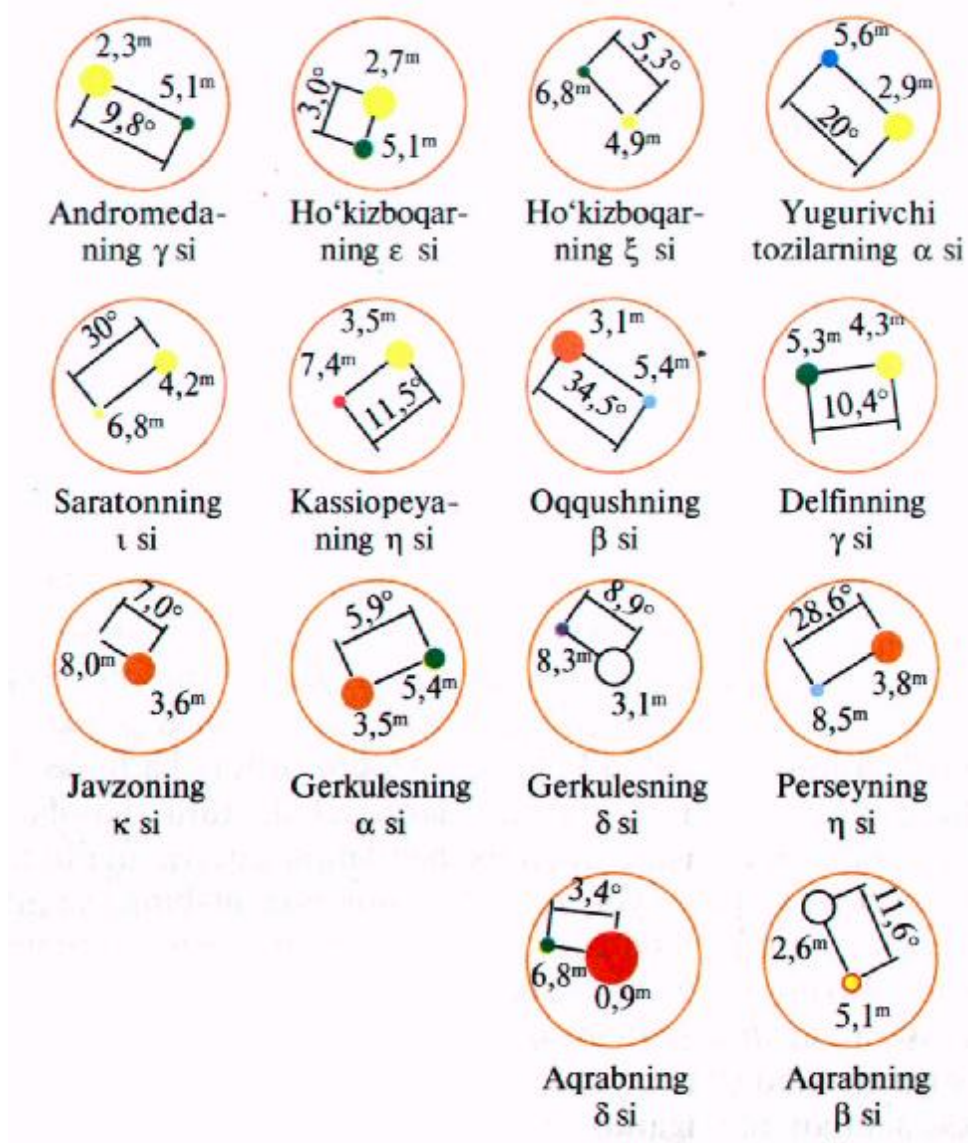 2,3ᵐ
5,1ᵐ
9,8°
Andromeda-
ning γ si
2,7ᵐ
3,0°
5,1ᵐ
Ho‘kizboqar-
ning ε si
5,3°
6,8ᵐ
4,9ᵐ
Ho‘kizboqar-
ning ξ si
5,6ᵐ
2,9ᵐ
20°
Yugurivchi
tozilarning α si
30°
4,2ᵐ
6,8ᵐ
Saratonning
ι si
3,5ᵐ
7,4ᵐ
11,5°
Kassiopeya-
ning η si
3,1ᵐ
5,4ᵐ
34,5°
Oqqushning
β si
4,3ᵐ
5,3ᵐ
10,4°
Delfinning
γ si
7,0°
8,0ᵐ
3,6ᵐ
Javzoning
κ si
5,9°
5,4ᵐ
3,5ᵐ
Gerkulesning
α si
8,9°
8,3ᵐ
3,1ᵐ
Gerkulesning
δ si
28,6°
3,8ᵐ
8,5ᵐ
Perseyning
η si
3,4°
6,8ᵐ
0,9ᵐ
Aqrabning
δ si
11,6°
2,6ᵐ
5,1ᵐ
Aqrabning
β si